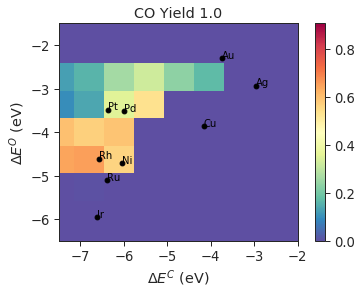 CO Yield 1.0
Au
Ag
Pt
Pd
Cu
Rh
Ni
Ru
Ir
−2
−3
−4
−5
−6
ΔE^O (eV)
−7
−6
−5
−4
−3
−2
ΔE^C (eV)
0.8
0.6
0.4
0.2
0.0